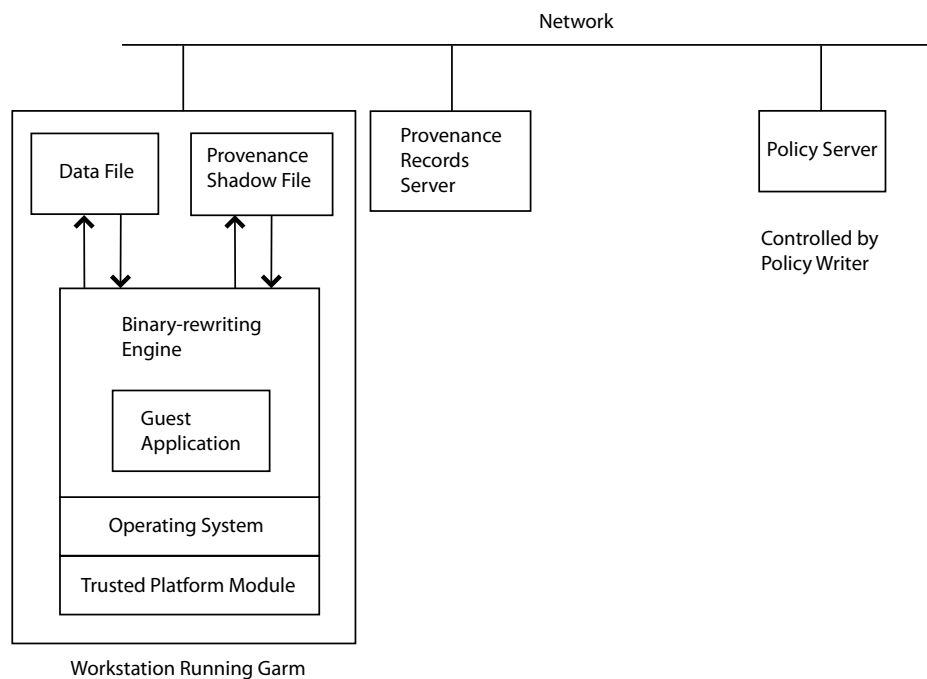 Network
Data File
Provenance
Shadow File
Provenance
Records
Server
Policy Server
Controlled by
Policy Writer
Binary-rewriting
Engine
Guest
Application
Operating System
Trusted Platform Module
Workstation Running Garm